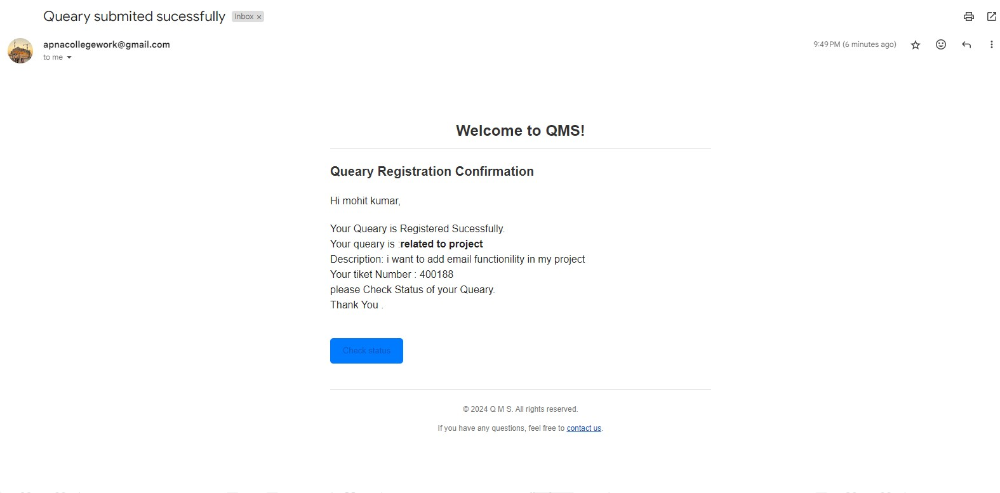 Queary submited sucessfully Inbox ×
apnacollegework@gmail.com
9:49 PM (6 minutes ago)
to me
Welcome to QMS!
Queary Registration Confirmation
Hi mohit kumar,
Your Queary is Registered Sucessfully.
Your queary is :related to project
Description: i want to add email functionility in my project
Your tiket Number : 400188
please Check Status of your Queary.
Thank You .
Check status
© 2024 Q M S. All rights reserved.
If you have any questions, feel free to contact us.